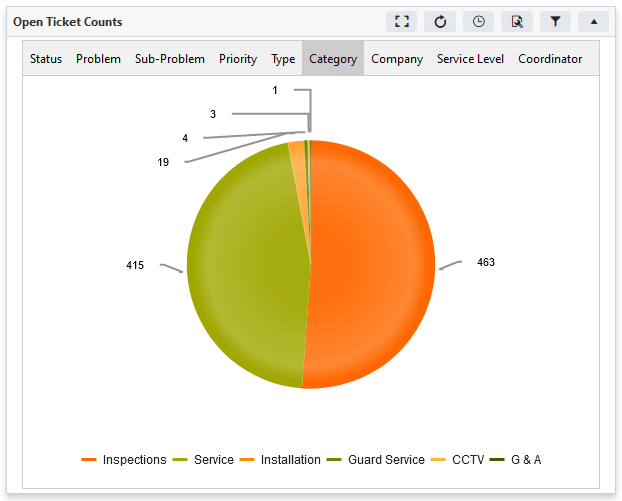 Open Ticket Counts
Status Problem Sub-Problem Priority Type Category Company Service Level Coordinator
1
3
4
19
415
463
Inspections Service Installation Guard Service CCTV G & A